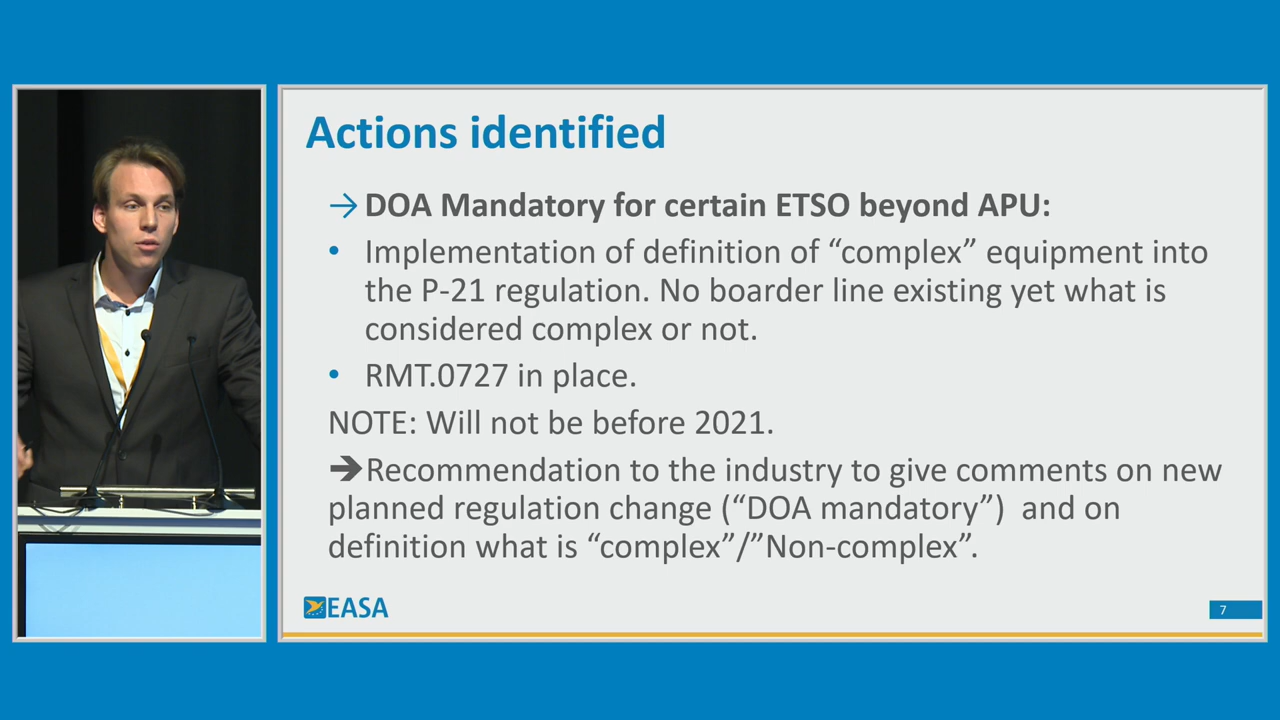 Actions identified
→ DOA Mandatory for certain ETSO beyond APU:
• Implementation of definition of “complex” equipment into
the P-21 regulation. No boarder line existing yet what is
considered complex or not.
• RMT.0727 in place.
NOTE: Will not be before 2021.
➔Recommendation to the industry to give comments on new
planned regulation change (“DOA mandatory”)  and on
definition what is “complex”/”Non-complex”.
EASA
7